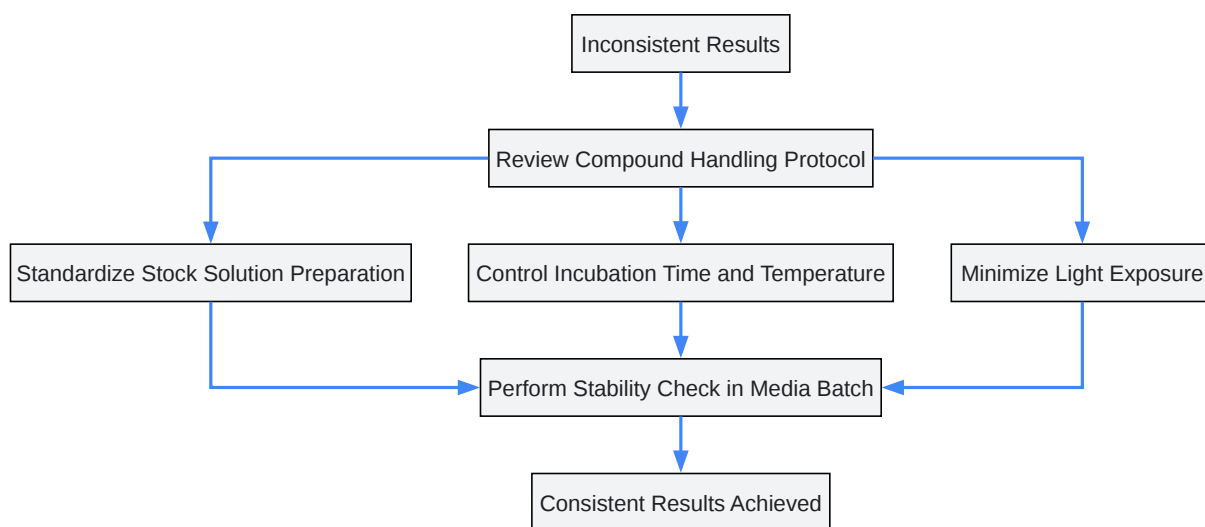 Inconsistent Results
Review Compound Handling Protocol
Standardize Stock Solution Preparation
Control Incubation Time and Temperature
Minimize Light Exposure
Perform Stability Check in Media Batch
Consistent Results Achieved